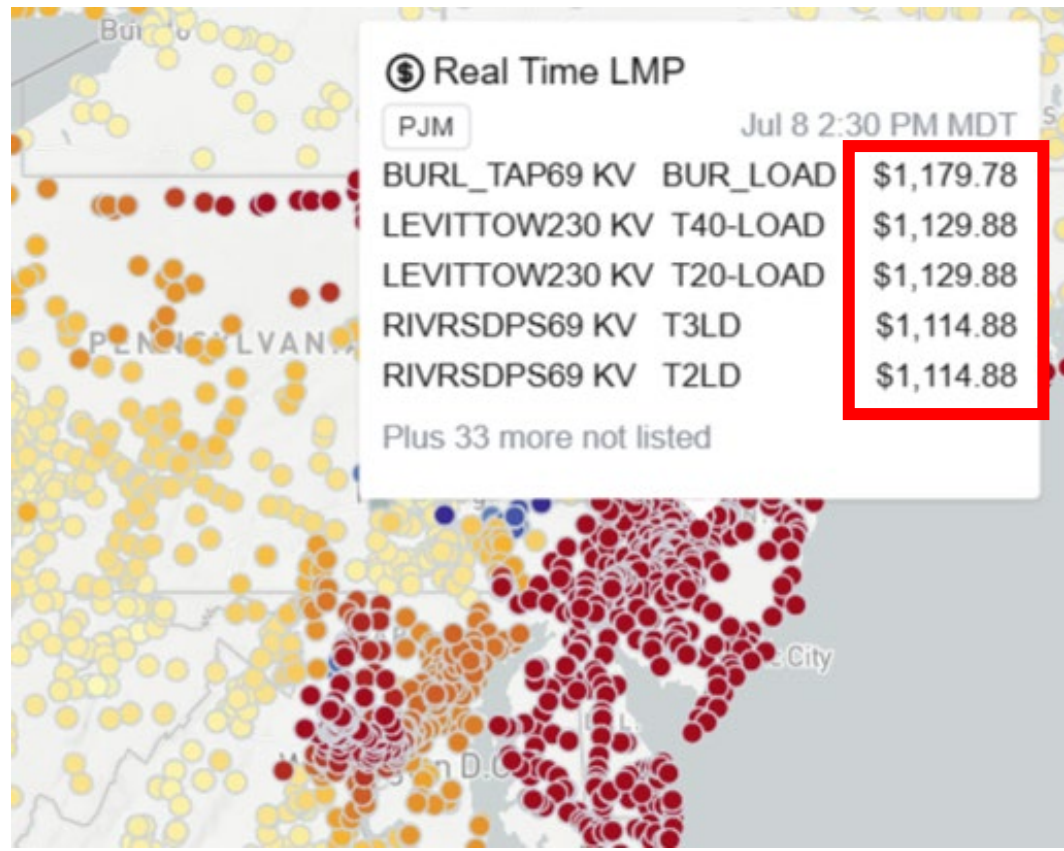 Real Time LMP
PJM Jul 8 2:30 PM MDT
BURL_TAP69 KV BUR_LOAD $1,179.78
LEVITTOW230 KV T40-LOAD $1,129.88
LEVITTOW230 KV T20-LOAD $1,129.88
RIVRSDPS69 KV T3LD $1,114.88
RIVRSDPS69 KV T2LD $1,114.88
Plus 33 more not listed
City